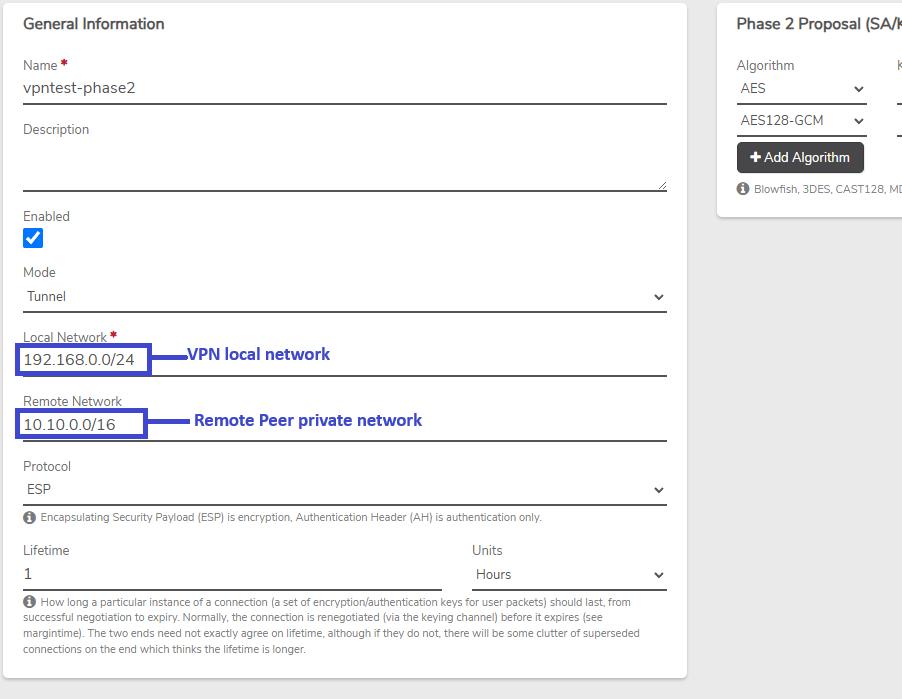 General Information
Name *
vpntest-phase2
Description
Enabled
Mode
Tunnel
Local Network *
192.168.0.0/24
VPN local network
Remote Network
10.10.0.0/16
Remote Peer private network
Protocol
ESP
Encapsulating Security Payload (ESP) is encryption, Authentication Header (AH) is authentication only.
Lifetime
1
Units
Hours
How long a particular instance of a connection (a set of encryption/authentication keys for user packets) should last, from
successful negotiation to expiry. Normally, the connection is renegotiated (via the keying channel) before it expires (see
margintime). The two ends need not exactly agree on lifetime, although if they do not, there will be some clutter of superseded
connections on the end which thinks the lifetime is longer.
Phase 2 Proposal (SA/K
Algorithm
K
AES
AES128-GCM
+ Add Algorithm
Blowfish, 3DES, CAST128, MD